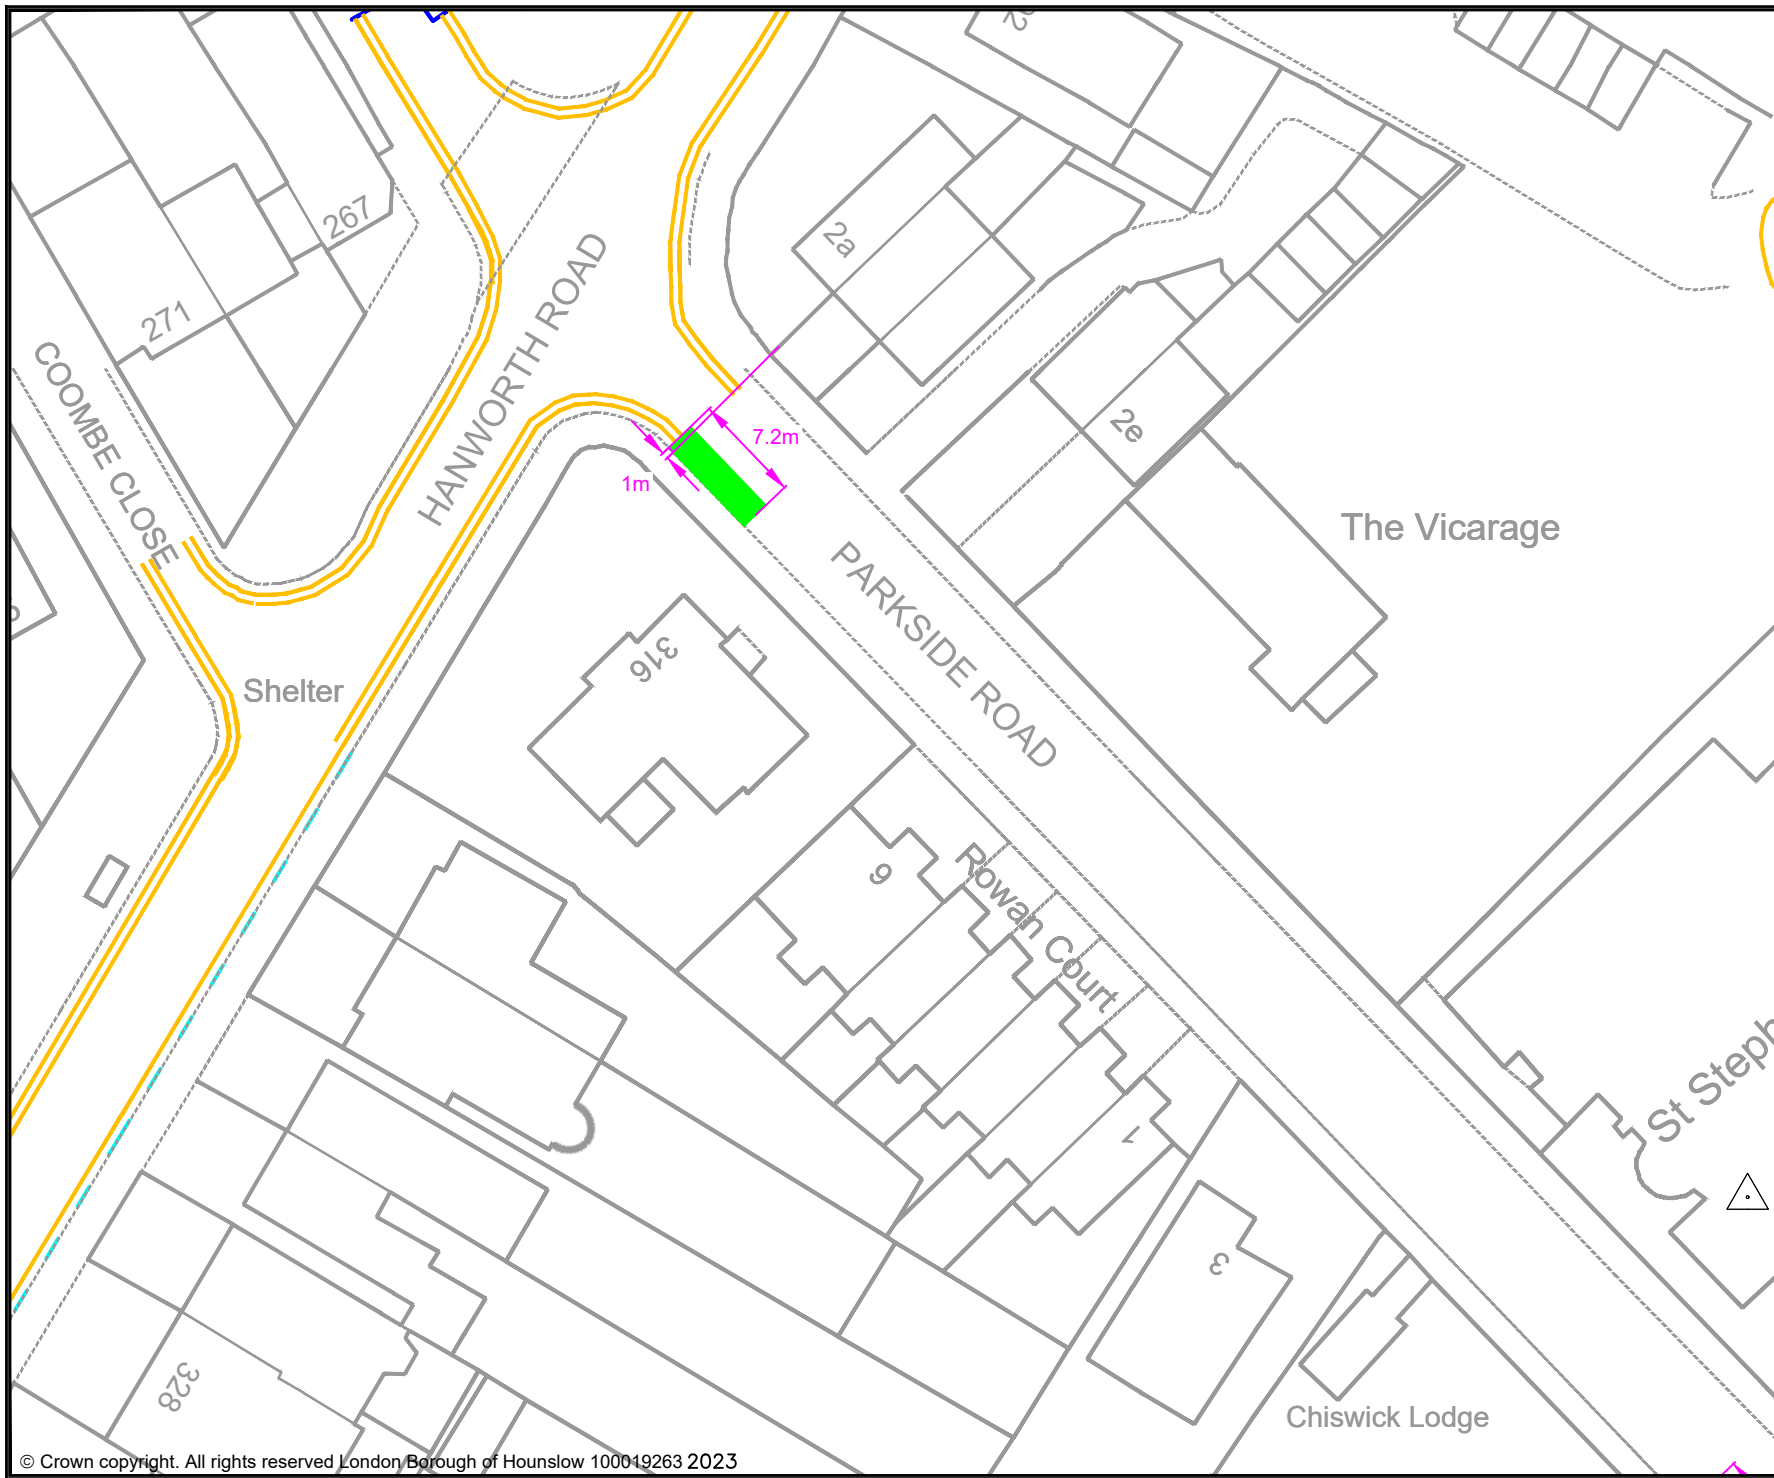 2a
267
271
HANWORTH ROAD
COOMBE CLOSE
7.2m
1m
2e
The Vicarage
PARKSIDE ROAD
316
Shelter
9
Rowan Court
St Steph
1
3
328
Chiswick Lodge
© Crown copyright. All rights reserved London Borough of Hounslow 100019263 2023